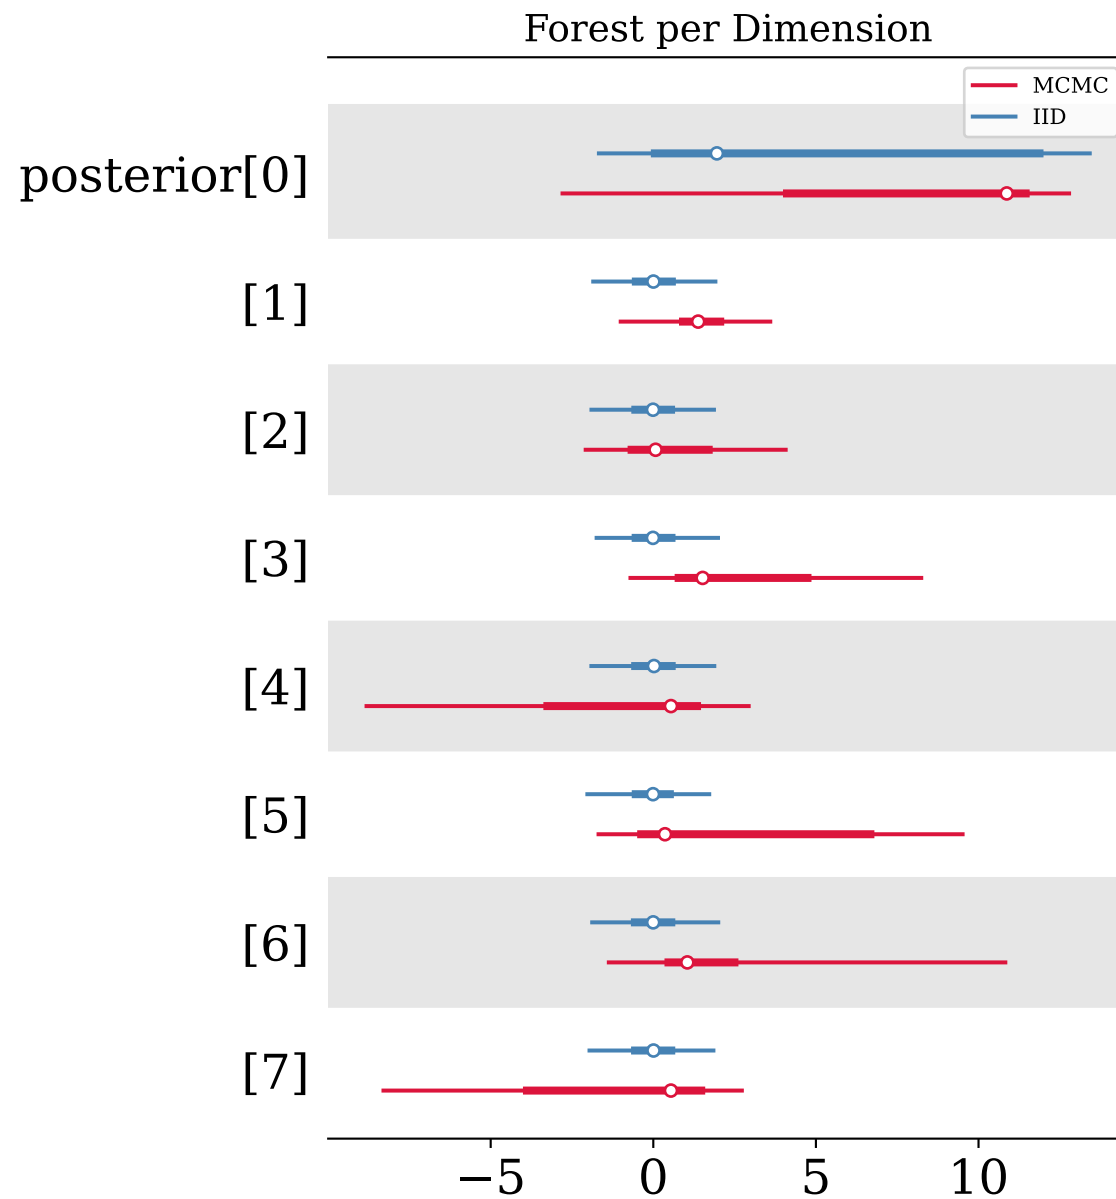 Forest per Dimension
MCMC
IID
posterior[0]
[1]
[2]
[3]
[4]
[5]
[6]
[7]
−5 0 5 10